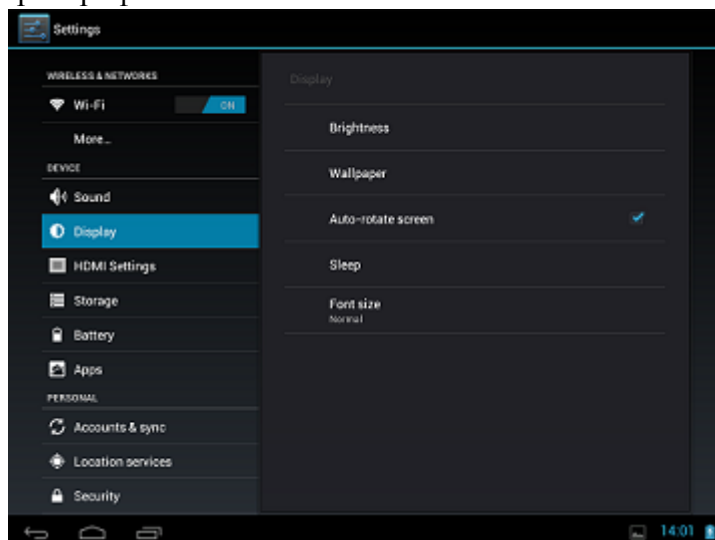 Settings
WIRELESS & NETWORKS
Wi-Fi
ON
More...
DEVICE
Sound
Display
HDMI Settings
Storage
Battery
Apps
PERSONAL
Accounts & sync
Location services
Security
Display
Brightness
Wallpaper
Auto-rotate screen
Sleep
Font size
Normal
14:01